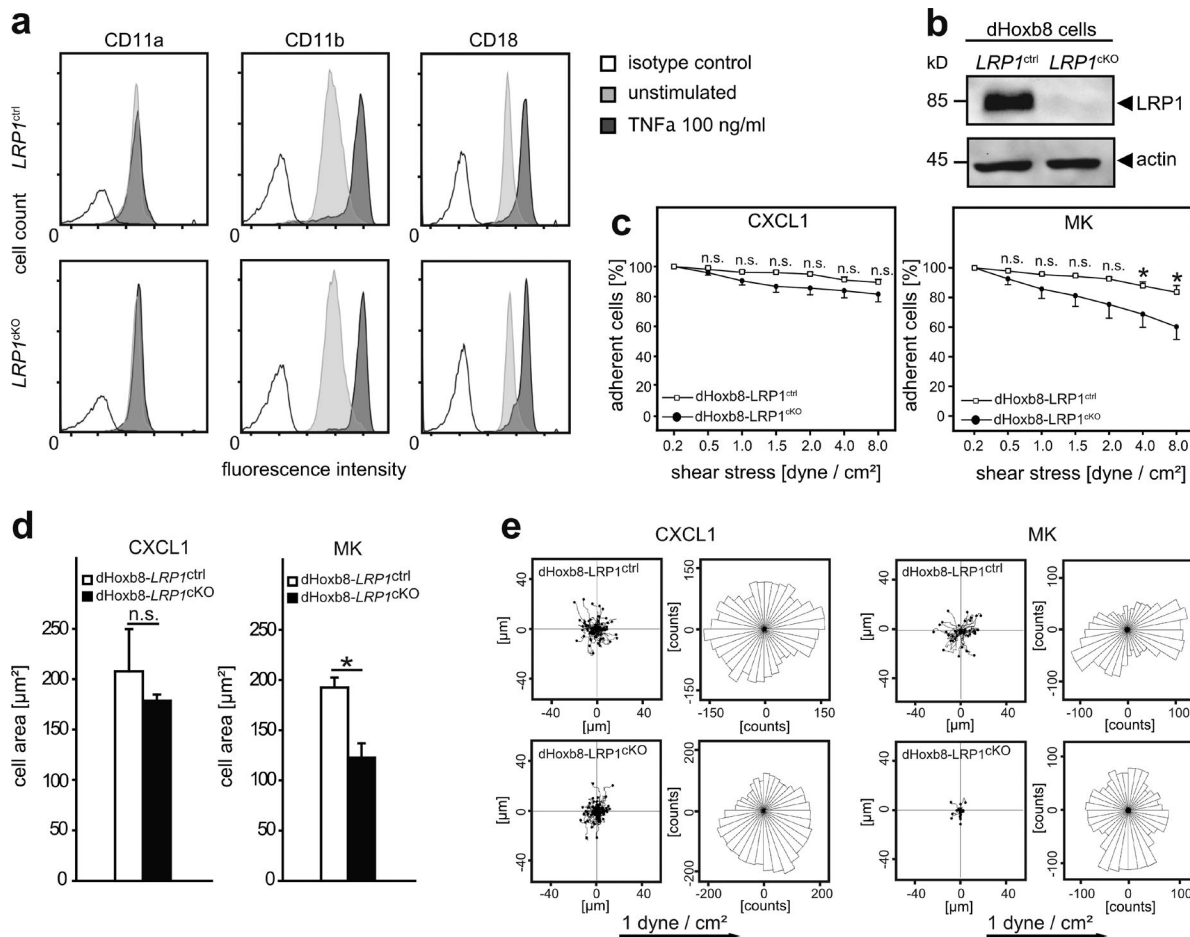 a
CD11a
CD11b
CD18
LRP1ctrl
LRP1cKO
cell count
0
0
0
0
0
0
fluorescence intensity
isotype control
unstimulated
TNFa 100 ng/ml
b
dHoxb8 cells
kD
LRP1ctrl
LRP1cKO
85
LRP1
45
actin
c
CXCL1
adherent cells [%]
100
80
60
40
20
0
n.s. n.s. n.s. n.s. n.s. n.s.
dHoxb8-LRP1ctrl
dHoxb8-LRP1cKO
0.2 0.5 1.0 1.5 2.0 4.0 8.0
shear stress [dyne / cm²]
MK
adherent cells [%]
100
80
60
40
20
0
n.s. n.s. n.s. n.s. * *
dHoxb8-LRP1ctrl
dHoxb8-LRP1cKO
0.2 0.5 1.0 1.5 2.0 4.0 8.0
shear stress [dyne / cm²]
d
CXCL1
dHoxb8-LRP1ctrl
dHoxb8-LRP1cKO
n.s.
cell area [µm²]
250
200
150
100
50
0
MK
dHoxb8-LRP1ctrl
dHoxb8-LRP1cKO
*
cell area [µm²]
250
200
150
100
50
0
e
CXCL1
dHoxb8-LRP1ctrl
[µm]
40
0
-40
-40 0 40
[µm]
[counts]
150
0
-150
-150 0 150
[counts]
dHoxb8-LRP1cKO
[µm]
40
0
-40
-40 0 40
[µm]
[counts]
200
0
-200
-200 0 200
[counts]
1 dyne / cm²
MK
dHoxb8-LRP1ctrl
[µm]
40
0
-40
-40 0 40
[µm]
[counts]
100
0
-100
-100 0 100
[counts]
dHoxb8-LRP1cKO
[µm]
40
0
-40
-40 0 40
[µm]
[counts]
100
0
-100
-100 0 100
[counts]
1 dyne / cm²